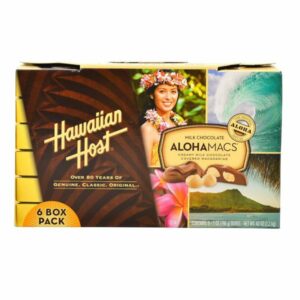 Hawaiian
Host
OVER 80 YEARS OF
GENUINE. CLASSIC. ORIGINAL.
6 BOX
PACK
ALOHA
MILK CHOCOLATE
ALOHAMACS
CREAMY MILK CHOCOLATE
COVERED MACADAMIAS